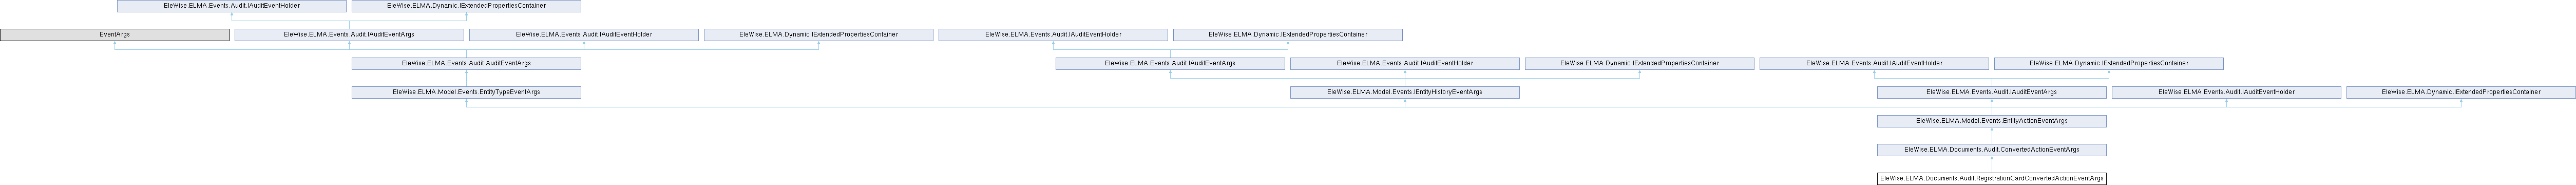 EleWise.ELMA.Events.Audit.IAuditEventHolder EleWise.ELMA.Dynamic.IExtendedPropertiesContainer
EventArgs EleWise.ELMA.Events.Audit.IAuditEventArgs EleWise.ELMA.Events.Audit.IAuditEventHolder EleWise.ELMA.Dynamic.IExtendedPropertiesContainer EleWise.ELMA.Events.Audit.IAuditEventHolder EleWise.ELMA.Dynamic.IExtendedPropertiesContainer
EleWise.ELMA.Events.Audit.AuditEventArgs EleWise.ELMA.Events.Audit.IAuditEventArgs EleWise.ELMA.Events.Audit.IAuditEventHolder EleWise.ELMA.Dynamic.IExtendedPropertiesContainer EleWise.ELMA.Events.Audit.IAuditEventHolder EleWise.ELMA.Dynamic.IExtendedPropertiesContainer
EleWise.ELMA.Model.Events.EntityTypeEventArgs EleWise.ELMA.Model.Events.IEntityHistoryEventArgs EleWise.ELMA.Events.Audit.IAuditEventArgs EleWise.ELMA.Events.Audit.IAuditEventHolder EleWise.ELMA.Dynamic.IExtendedPropertiesContainer
EleWise.ELMA.Model.Events.EntityActionEventArgs
EleWise.ELMA.Documents.Audit.ConvertedActionEventArgs
EleWise.ELMA.Documents.Audit.RegistrationCardConvertedActionEventArgs